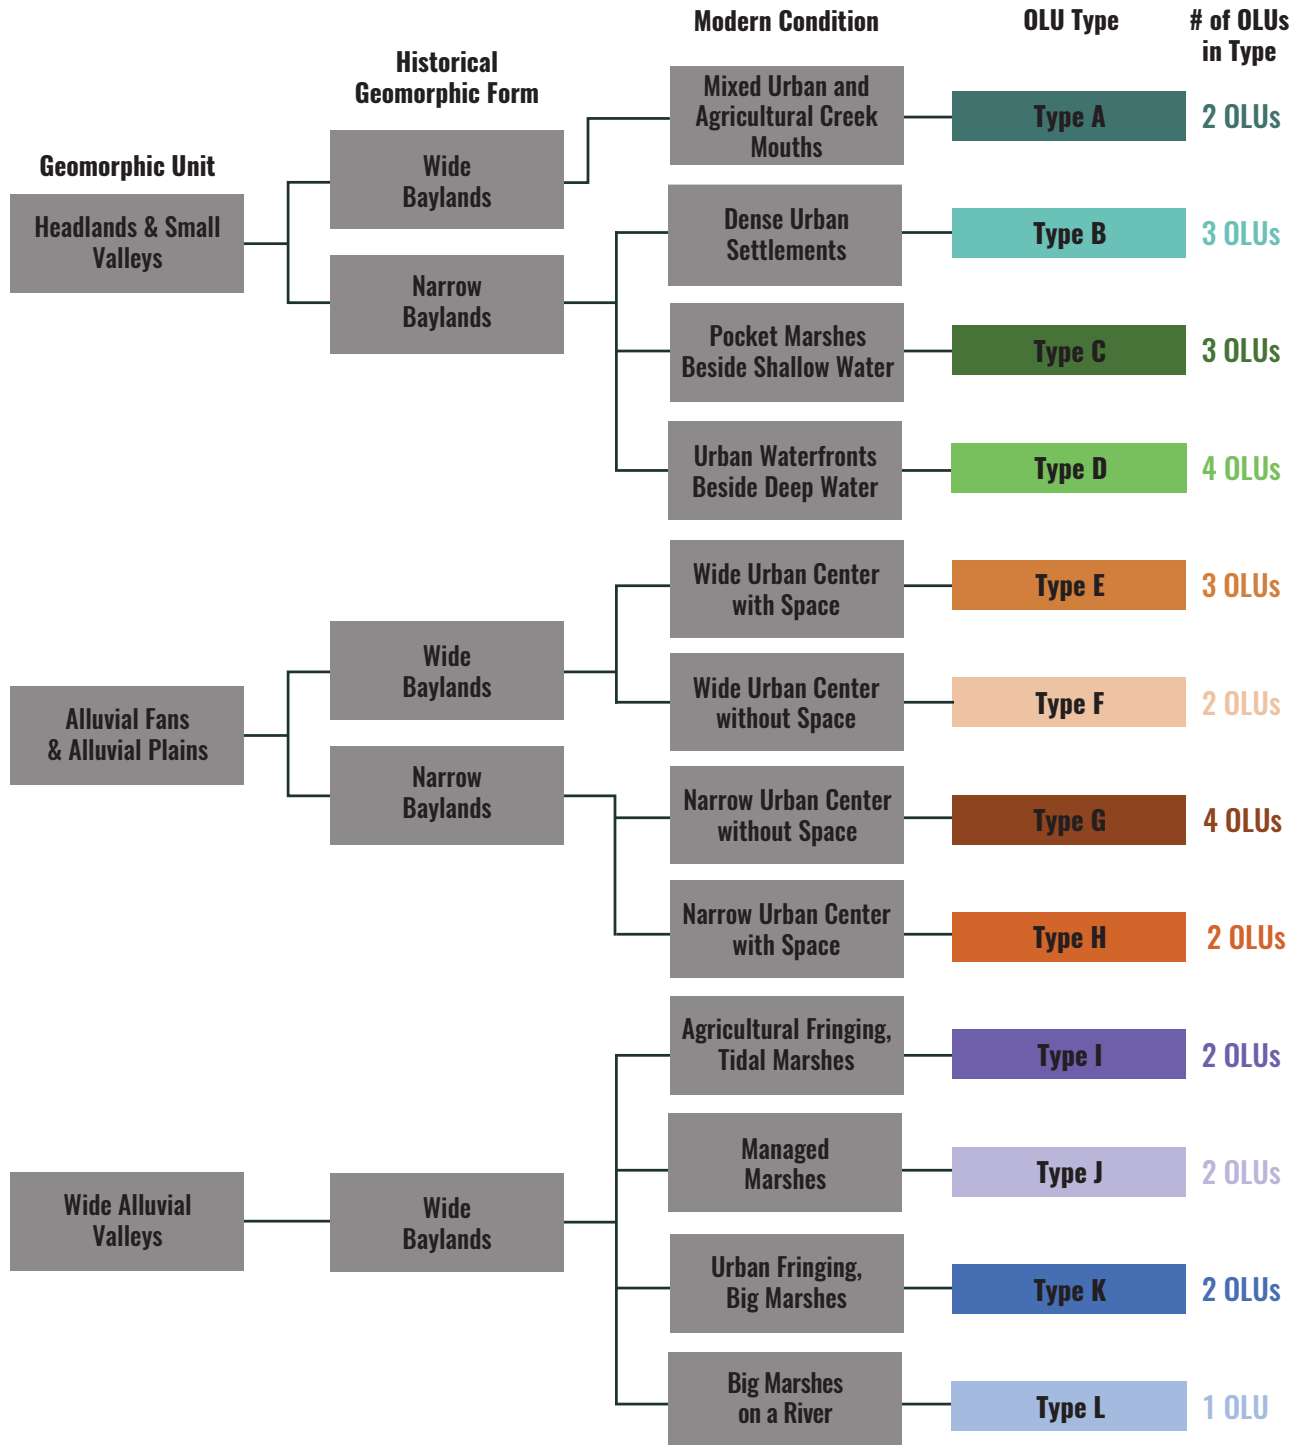 Modern Condition
OLU Type
# of OLUs
in Type
Historical
Geomorphic Form
Geomorphic Unit
Headlands & Small
Valleys
Wide
Baylands
Mixed Urban and
Agricultural Creek
Mouths
Type A
2 OLUs
Narrow
Baylands
Dense Urban
Settlements
Type B
3 OLUs
Pocket Marshes
Beside Shallow Water
Type C
3 OLUs
Urban Waterfronts
Beside Deep Water
Type D
4 OLUs
Alluvial Fans
& Alluvial Plains
Wide
Baylands
Wide Urban Center
with Space
Type E
3 OLUs
Wide Urban Center
without Space
Type F
2 OLUs
Narrow
Baylands
Narrow Urban Center
without Space
Type G
4 OLUs
Narrow Urban Center
with Space
Type H
2 OLUs
Wide Alluvial
Valleys
Wide
Baylands
Agricultural Fringing,
Tidal Marshes
Type I
2 OLUs
Managed
Marshes
Type J
2 OLUs
Urban Fringing,
Big Marshes
Type K
2 OLUs
Big Marshes
on a River
Type L
1 OLU